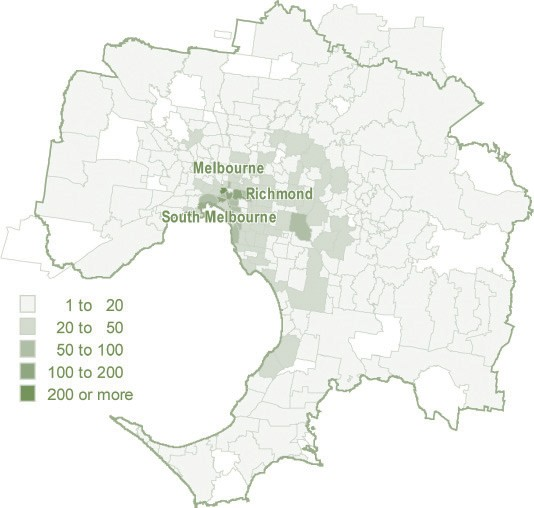 Melbourne
Richmond
South Melbourne
1 to 20
20 to 50
50 to 100
100 to 200
200 or more